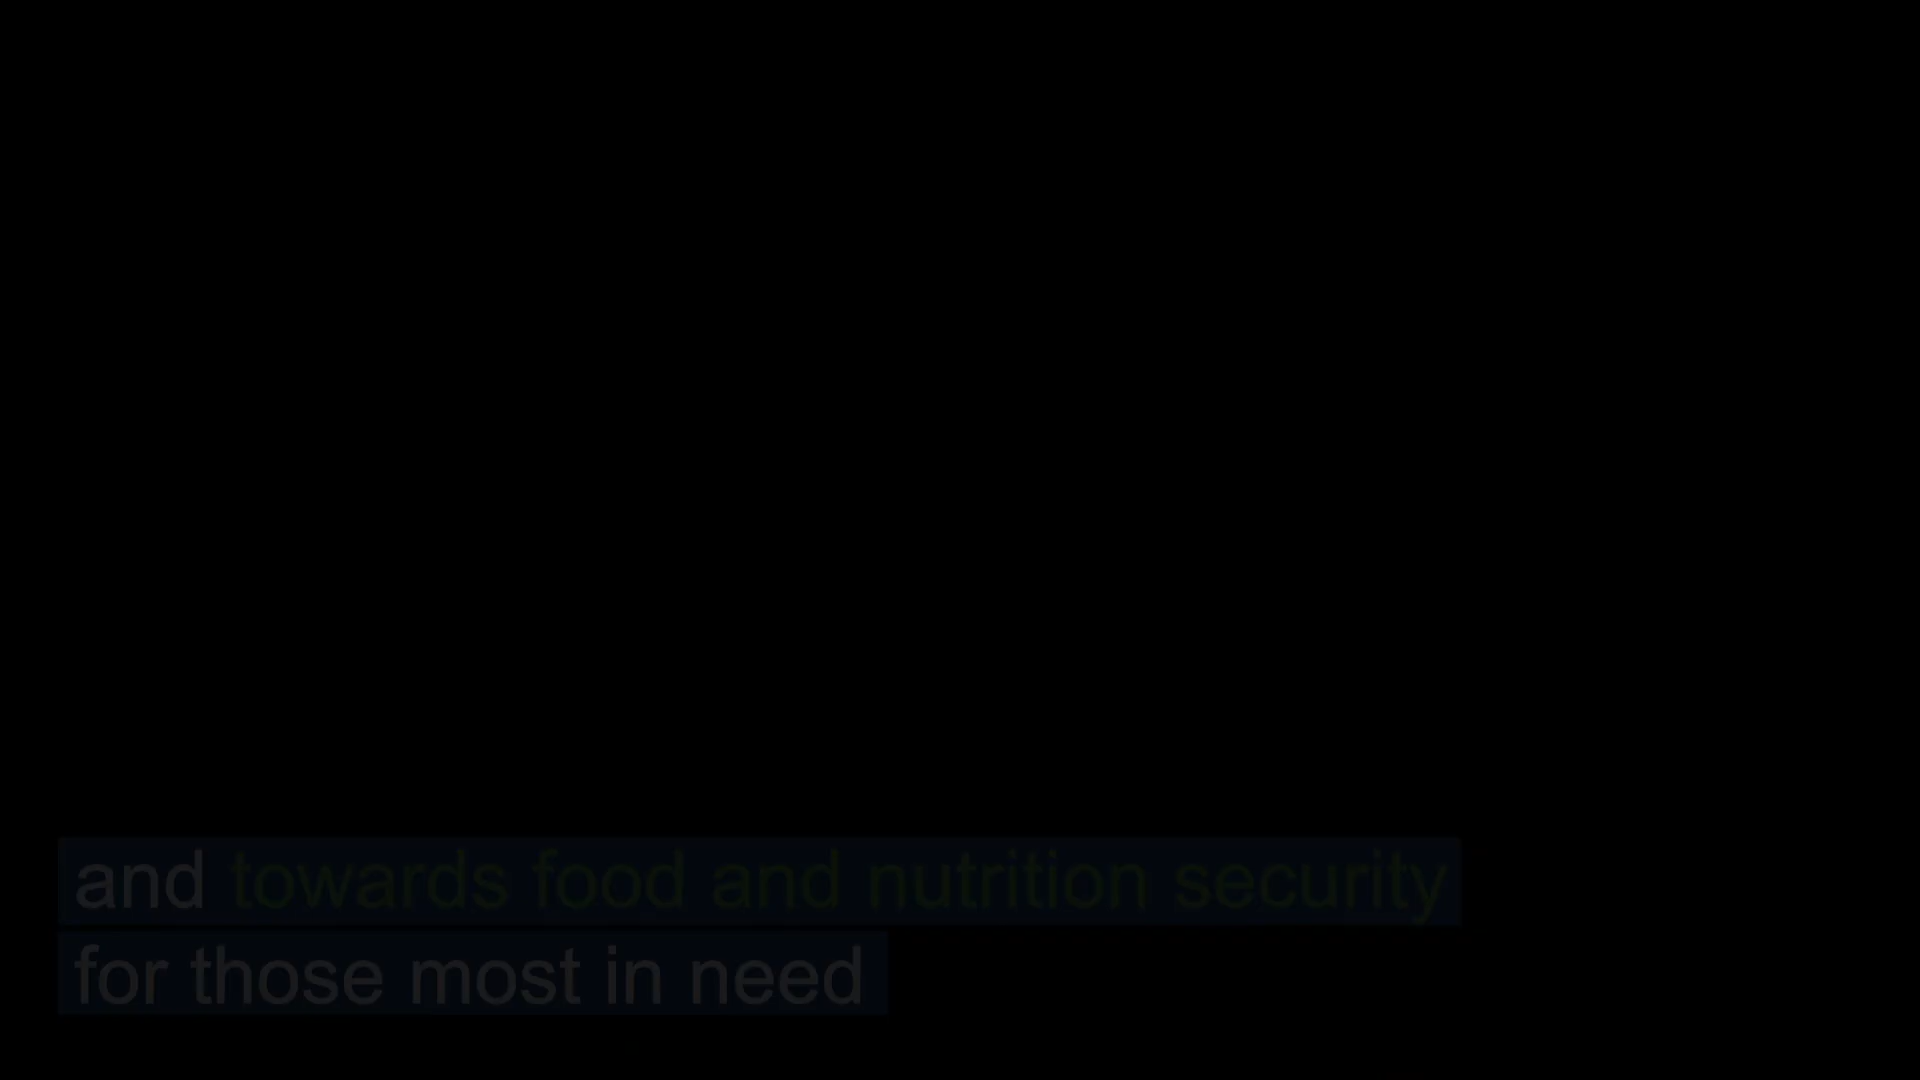 and towards food and nutrition security
for those most in need